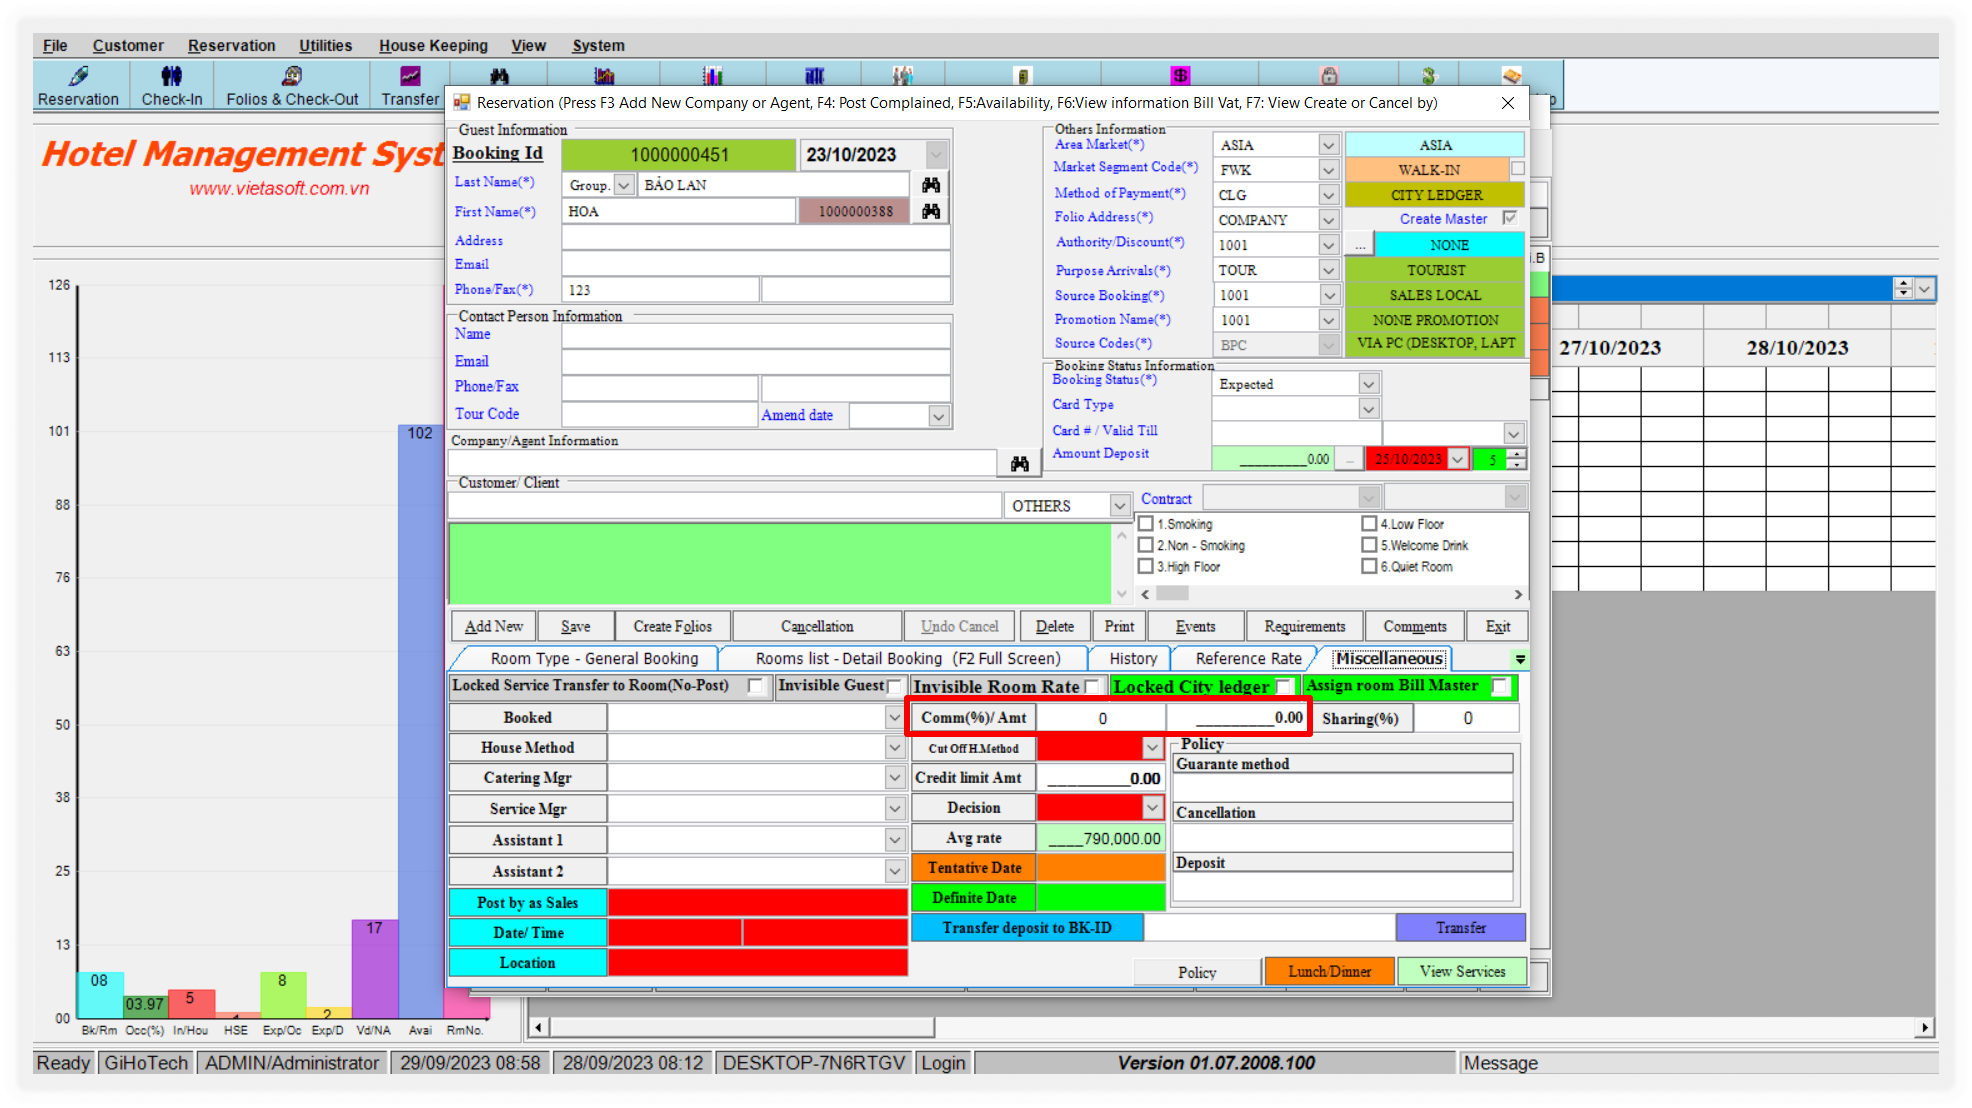 File Customer Reservation Utilities House Keeping View System
Reservation Check-In Folios & Check-Out Transfer
Reservation (Press F3 Add New Company or Agent, F4: Post Complained, F5:Availability, F6:View information Bill Vat, F7: View Create or Cancel by)
Hotel Management Syst
www.vietasoft.com.vn
Guest Information
Booking Id 1000000451 23/10/2023
Last Name(*) Group. BẢO LAN
First Name(*) HOA 1000000388
Address
Email
Phone/Fax(*) 123
Contact Person Information
Name
Email
Phone/Fax
Tour Code Amend date
Company/Agent Information
Customer/ Client
OTHERS
Others Information
Area Market(*) ASIA ASIA
Market Segment Code(*) FWK WALK-IN
Method of Payment(*) CLG CITY LEDGER
Folio Address(*) COMPANY Create Master
Authority/Discount(*) 1001 ... NONE
Purpose Arrivals(*) TOUR TOURIST
Source Booking(*) 1001 SALES LOCAL
Promotion Name(*) 1001 NONE PROMOTION
Source Codes(*) BPC VIA PC (DESKTOP, LAPT
Booking Status Information
Booking Status(*) Expected
Card Type
Card # / Valid Till
Amount Deposit _________0.00 ... 25/10/2023 5
Contract
1.Smoking 4.Low Floor
2.Non - Smoking 5.Welcome Drink
3.High Floor 6.Quiet Room
Add New Save Create Folios Cancellation Undo Cancel Delete Print Events Requirements Comments Exit
Room Type - General Booking Rooms list - Detail Booking (F2 Full Screen) History Reference Rate Miscellaneous
Locked Service Transfer to Room(No-Post) Invisible Guest Invisible Room Rate Locked City ledger Assign room Bill Master
Booked Comm(%)/ Amt 0 _________0.00 Sharing(%) 0
House Method Cut Off H.Method Policy
Guarante method
Catering Mgr Credit limit Amt _________0.00
Service Mgr Decision Cancellation
Assistant 1 Avg rate ____790,000.00
Assistant 2 Tentative Date Deposit
Post by as Sales Definite Date
Date/ Time Transfer deposit to BK-ID Transfer
Location
Policy Lunch/Dinner View Services
.B
27/10/2023 28/10/2023
126
113
101
88
76
63
50
38
25
13
00
08 03.97 5 8 2 17 102
Bk/Rm Occ(%) In/Hou HSE Exp/Oc Exp/D Vd/NA Avai RmNo.
Ready GiHoTech ADMIN/Administrator 29/09/2023 08:58 28/09/2023 08:12 DESKTOP-7N6RTGV Login Version 01.07.2008.100 Message